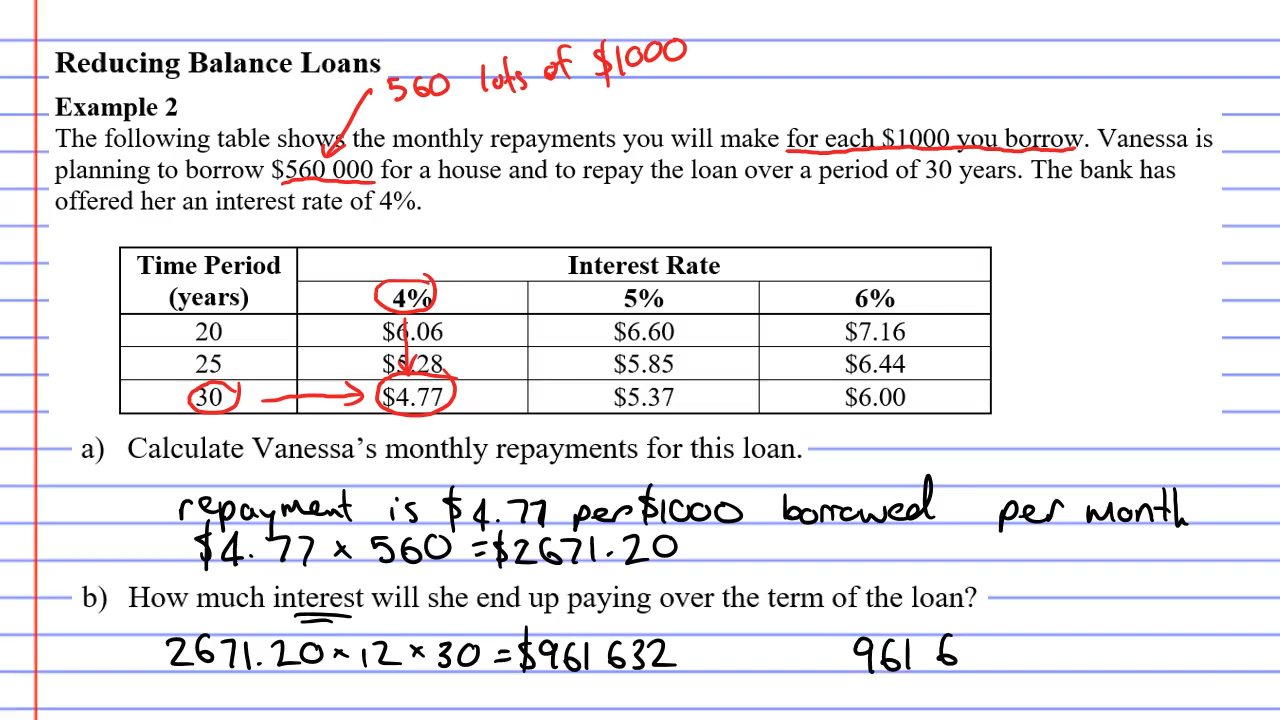 Reducing Balance Loans
560 lots of $1000
Example 2
The following table shows the monthly repayments you will make for each $1000 you borrow. Vanessa is
planning to borrow $560 000 for a house and to repay the loan over a period of 30 years. The bank has
offered her an interest rate of 4%.
Time Period Interest Rate
(years) 4% 5% 6%
20 $6.06 $6.60 $7.16
25 $5.28 $5.85 $6.44
30 $4.77 $5.37 $6.00
a) Calculate Vanessa's monthly repayments for this loan.
repayment is $4.77 per $1000 borrowed per month
$4.77 × 560 = $2671.20
b) How much interest will she end up paying over the term of the loan?
2671.20 × 12 × 30 = $961 632 961 6